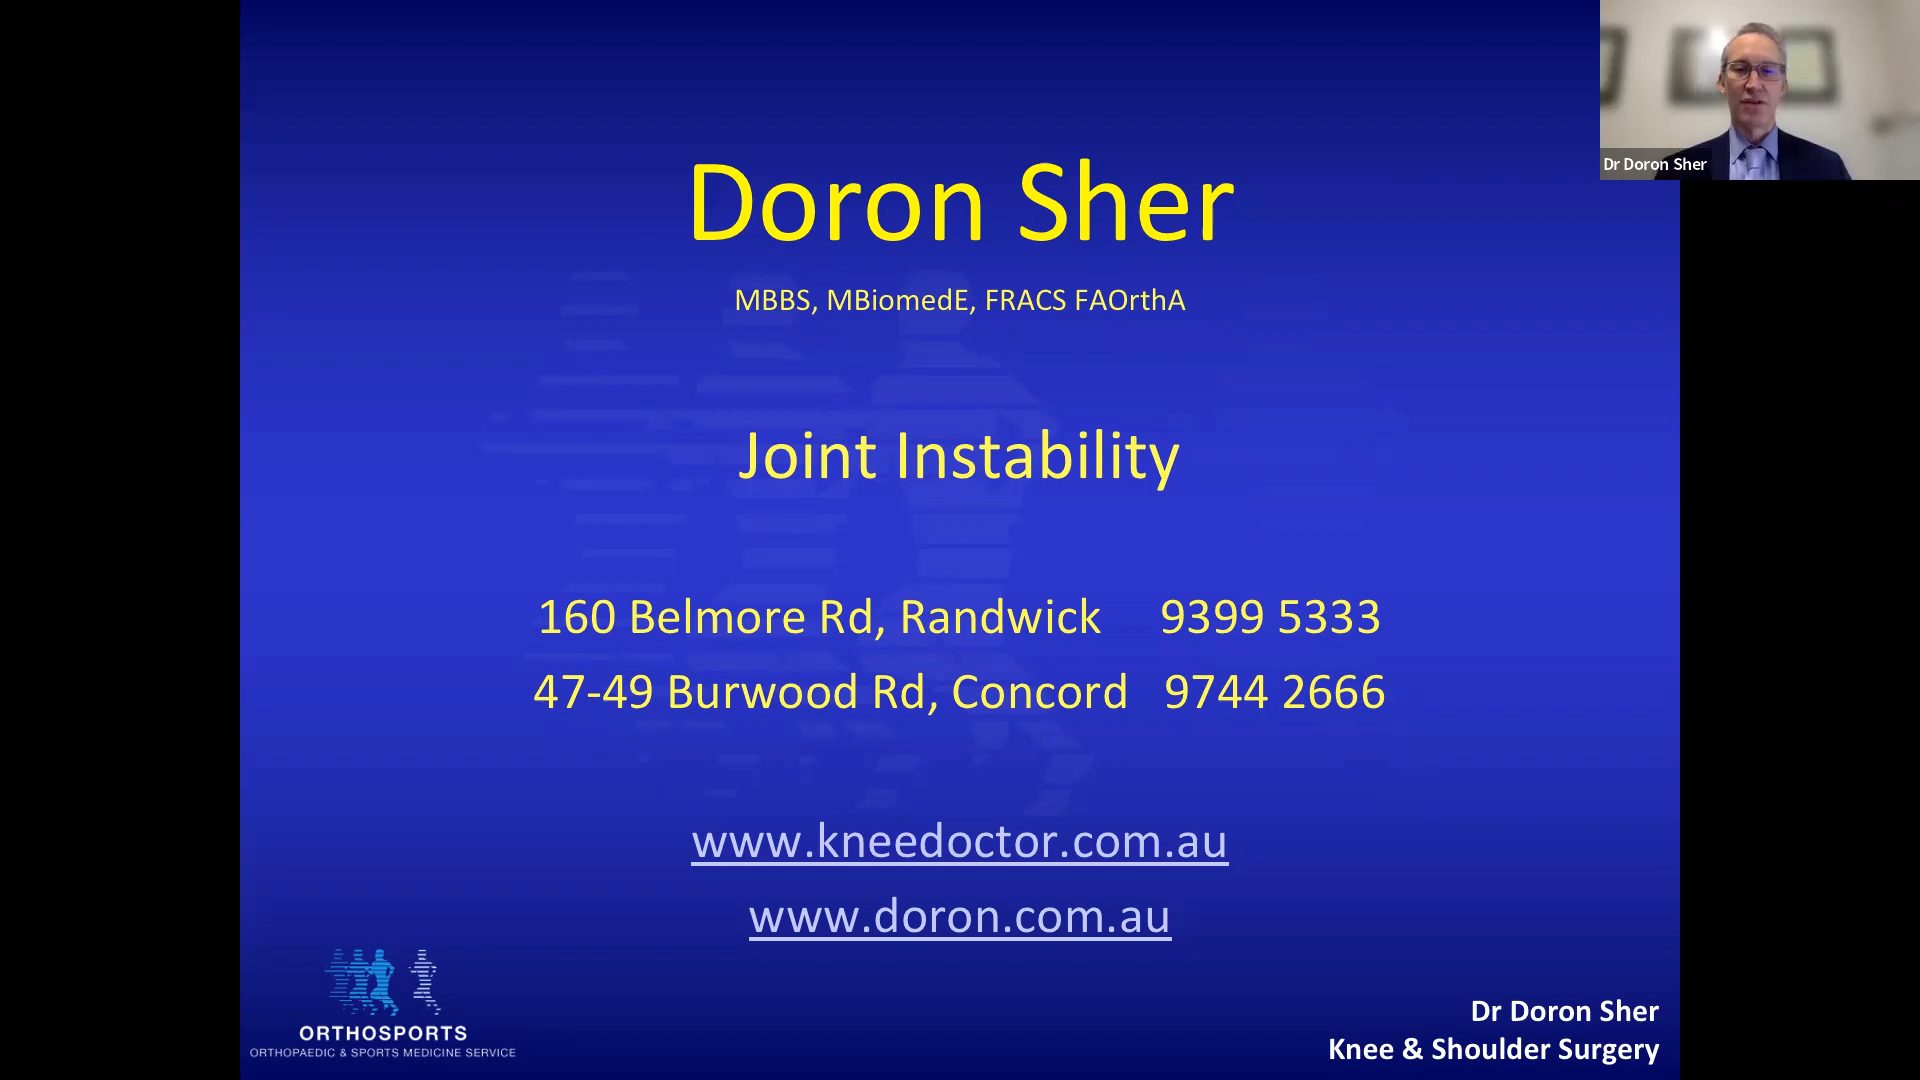 Doron Sher
MBBS, MBiomedE, FRACS FAOrthA
Joint Instability
160 Belmore Rd, Randwick 9399 5333
47-49 Burwood Rd, Concord 9744 2666
www.kneedoctor.com.au
www.doron.com.au
ORTHOSPORTS
ORTHOPAEDIC & SPORTS MEDICINE SERVICE
Dr Doron Sher
Knee & Shoulder Surgery
Dr Doron Sher